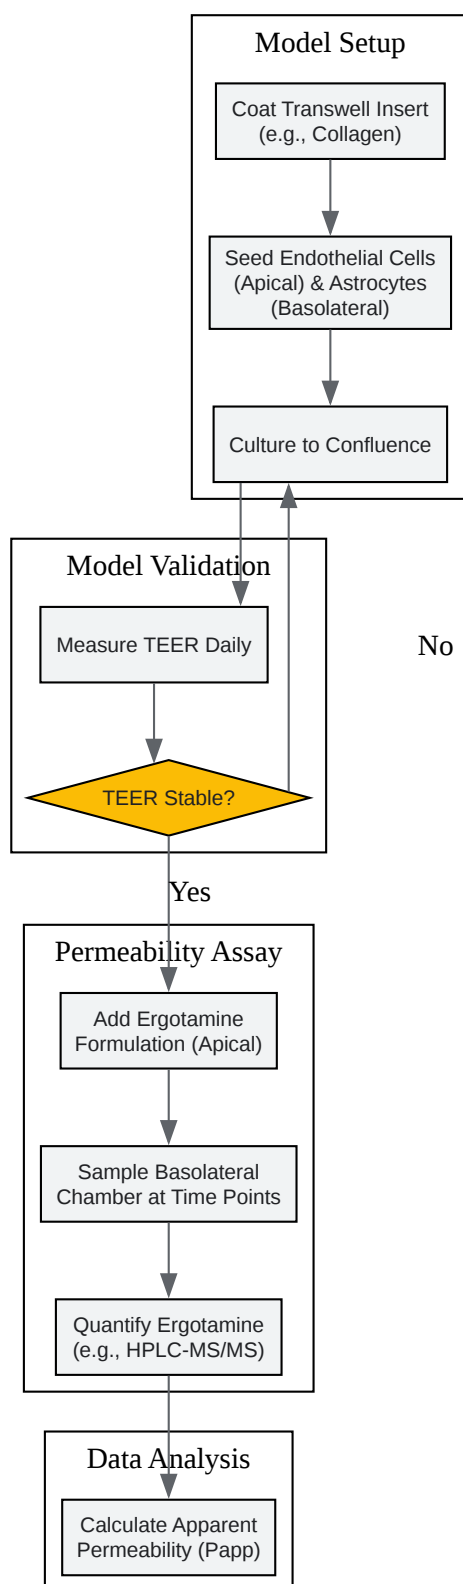 Model Setup
Coat Transwell Insert
(e.g., Collagen)
Seed Endothelial Cells
(Apical) & Astrocytes
(Basolateral)
Culture to Confluence
Model Validation
Measure TEER Daily
No
TEER Stable?
Yes
Permeability Assay
Add Ergotamine
Formulation (Apical)
Sample Basolateral
Chamber at Time Points
Quantify Ergotamine
(e.g., HPLC-MS/MS)
Data Analysis
Calculate Apparent
Permeability (Papp)